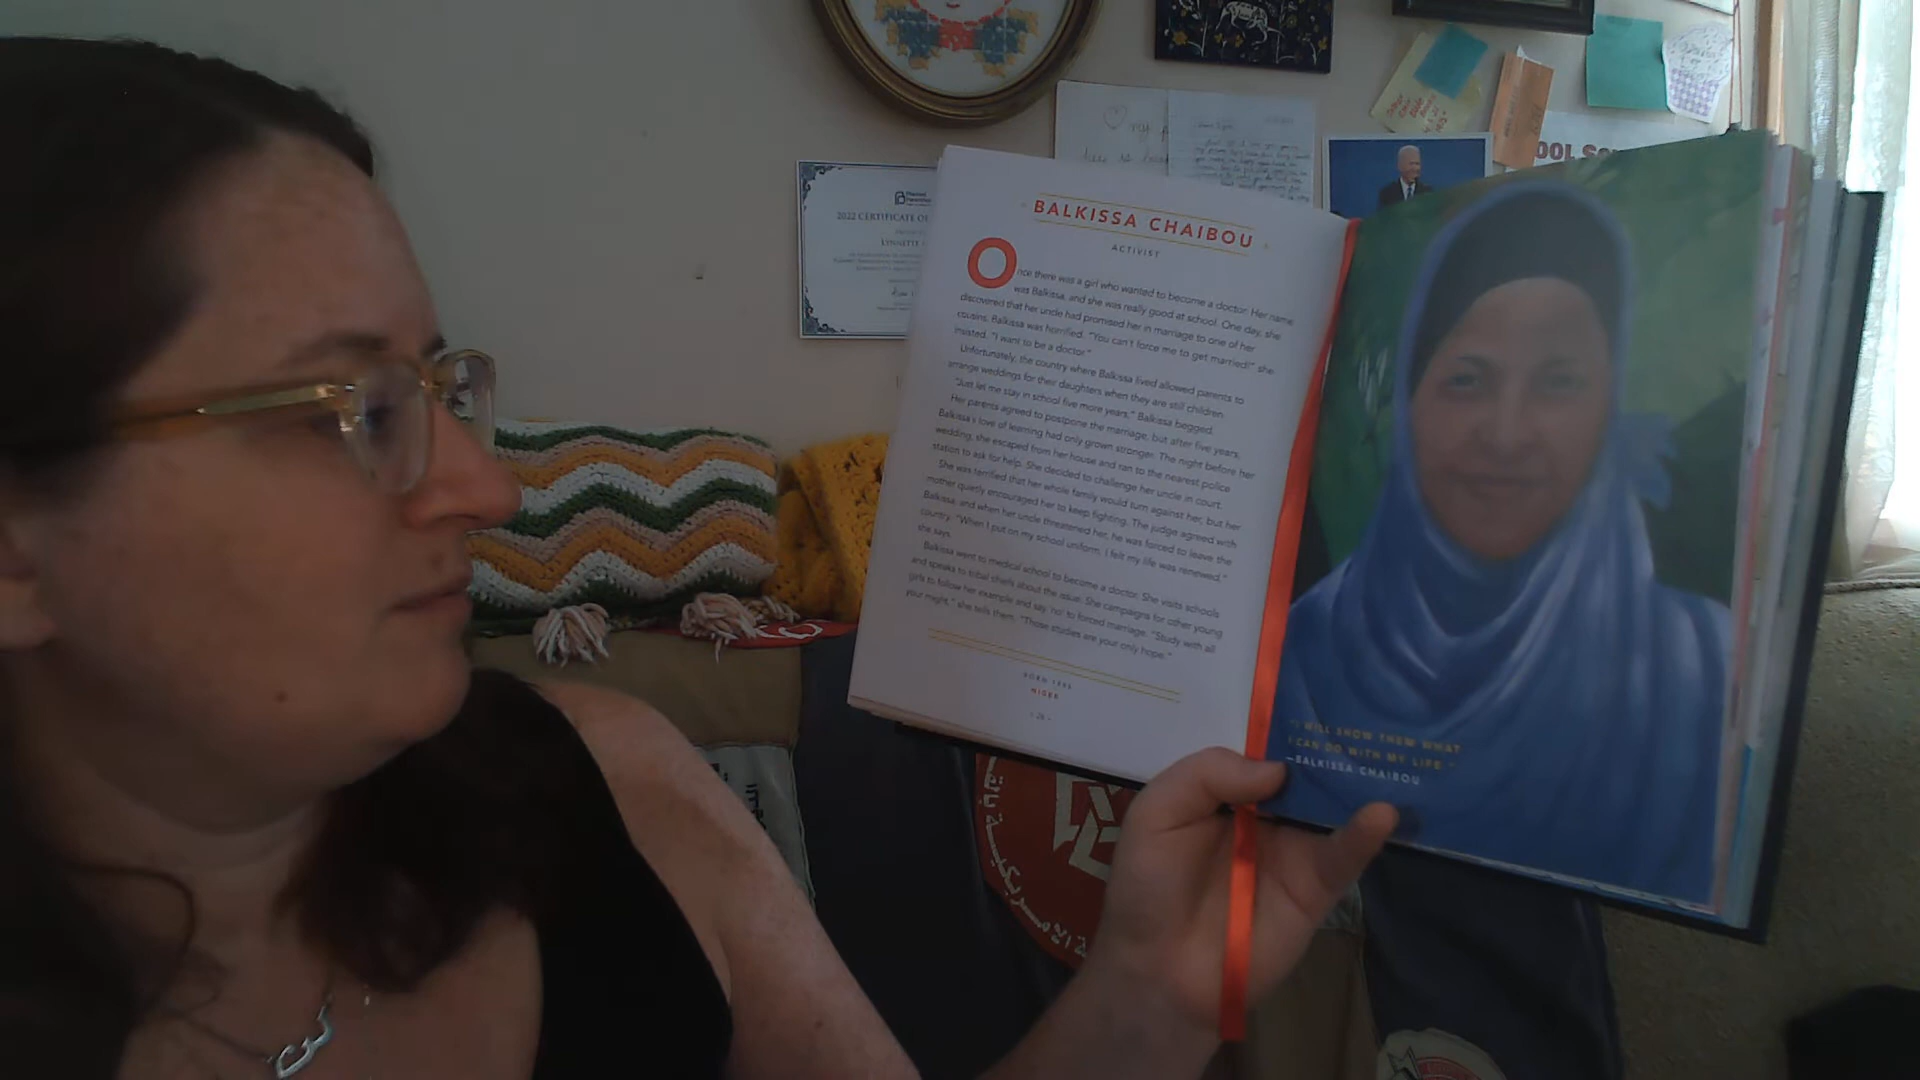 2022 CERTIFICATE OF
LYNNETTE
OOL SC
BALKISSA CHAIBOU
ACTIVIST
Once there was a girl who wanted to become a doctor. Her name
was Balkissa, and she was really good at school. One day, she
discovered that her uncle had promised her in marriage to one of her
cousins. Balkissa was horrified. "You can't force me to get married!" she
insisted. "I want to be a doctor."
Unfortunately, the country where Balkissa lived allowed parents to
arrange weddings for their daughters when they are still children.
"Just let me stay in school five more years," Balkissa begged.
Her parents agreed to postpone the marriage, but after five years,
Balkissa's love of learning had only grown stronger. The night before her
wedding, she escaped from her house and ran to the nearest police
station to ask for help. She decided to challenge her uncle in court.
She was terrified that her whole family would turn against her, but her
mother quietly encouraged her to keep fighting. The judge agreed with
Balkissa, and when her uncle threatened her, he was forced to leave the
country. "When I put on my school uniform, I felt my life was renewed,"
she says.
Balkissa went to medical school to become a doctor. She visits schools
and speaks to tribal chiefs about the issue. She campaigns for other young
girls to follow her example and say 'no' to forced marriage. "Study with all
your might," she tells them. "Those studies are your only hope."
BORN
NIGER
"I WILL SHOW THEM WHAT
I CAN DO WITH MY LIFE."
—BALKISSA CHAIBOU